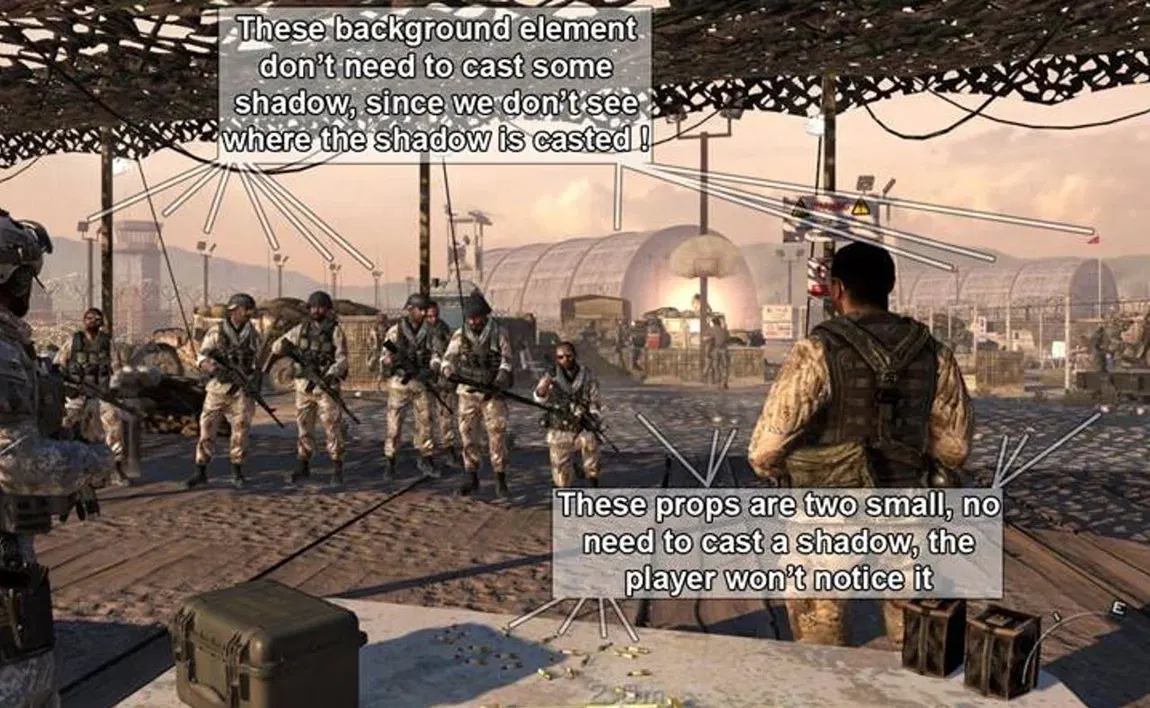 These background element
don't need to cast some
shadow, since we don't see
where the shadow is casted !
These props are two small, no
need to cast a shadow, the
player won't notice it
E